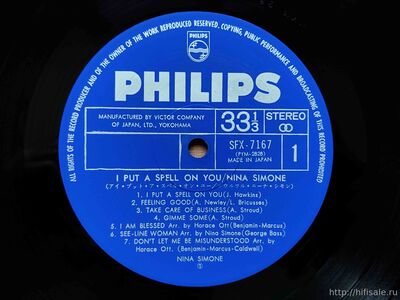 ALL RIGHTS OF THE RECORD PRODUCER AND OF THE OWNER OF THE WORK REPRODUCED RESERVED. COPYING, PUBLIC PERFORMANCE AND BROADCASTING OF THIS RECORD PROHIBITED
PHILIPS
PHILIPS
MANUFACTURED BY VICTOR COMPANY
OF JAPAN, LTD., YOKOHAMA
33 1/3
STEREO
SFX-7167
(PYM-2828)
MADE IN JAPAN
1
I PUT A SPELL ON YOU/NINA SIMONE
1. I PUT A SPELL ON YOU(J. Hawkins)
2. FEELING GOOD(A. Newley/L. Bricusses)
3. TAKE CARE OF BUSINESS(A. Stroud)
4. GIMME SOME(A. Stroud)
5. I AM BLESSED Arr. by Horace Ott(Benjamin-Marcus)
6. SEE-LINE WOMAN Arr. by Nina Simone(George Bass)
7. DON'T LET ME BE MISUNDERSTOOD Arr. by
Horace Ott(Benjamin-Marcus-Caldwell)
NINA SIMONE
http://hifisale.ru